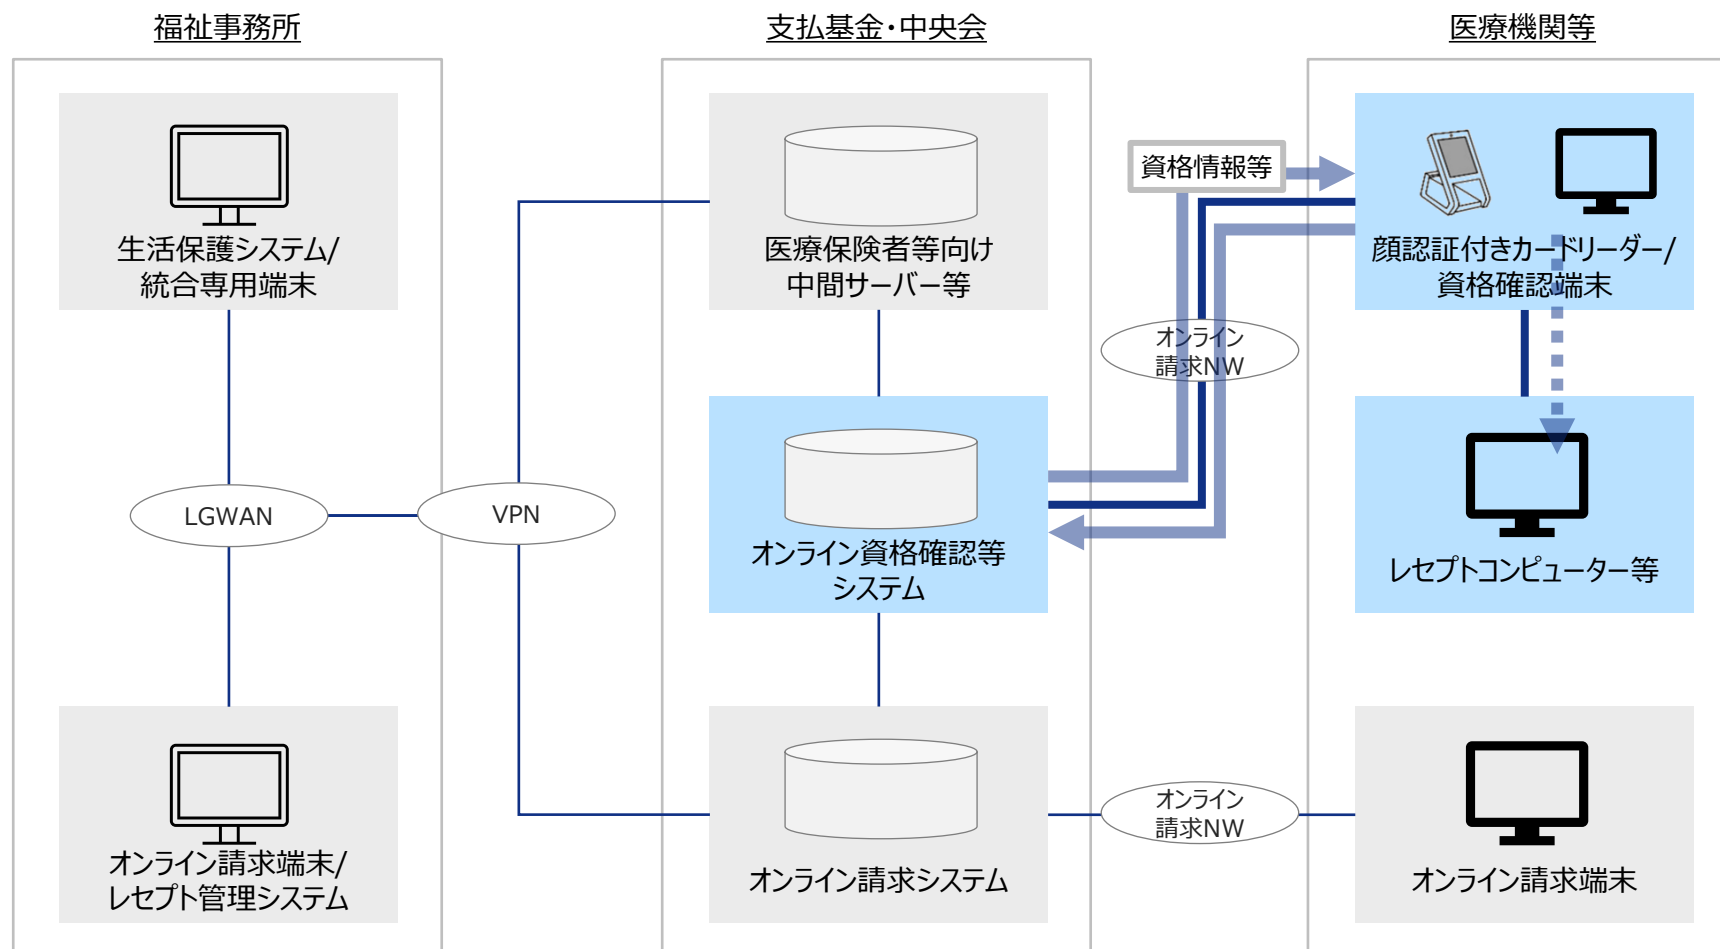 福祉事務所
支払基金・中央会
医療機関等
生活保護システム/
統合専用端末
医療保険者等向け
中間サーバー等
資格情報等
顔認証付きカードリーダー/
資格確認端末
オンライン
請求NW
LGWAN
VPN
オンライン資格確認等
システム
レセプトコンピューター等
オンライン請求端末/
レセプト管理システム
オンライン請求システム
オンライン
請求NW
オンライン請求端末